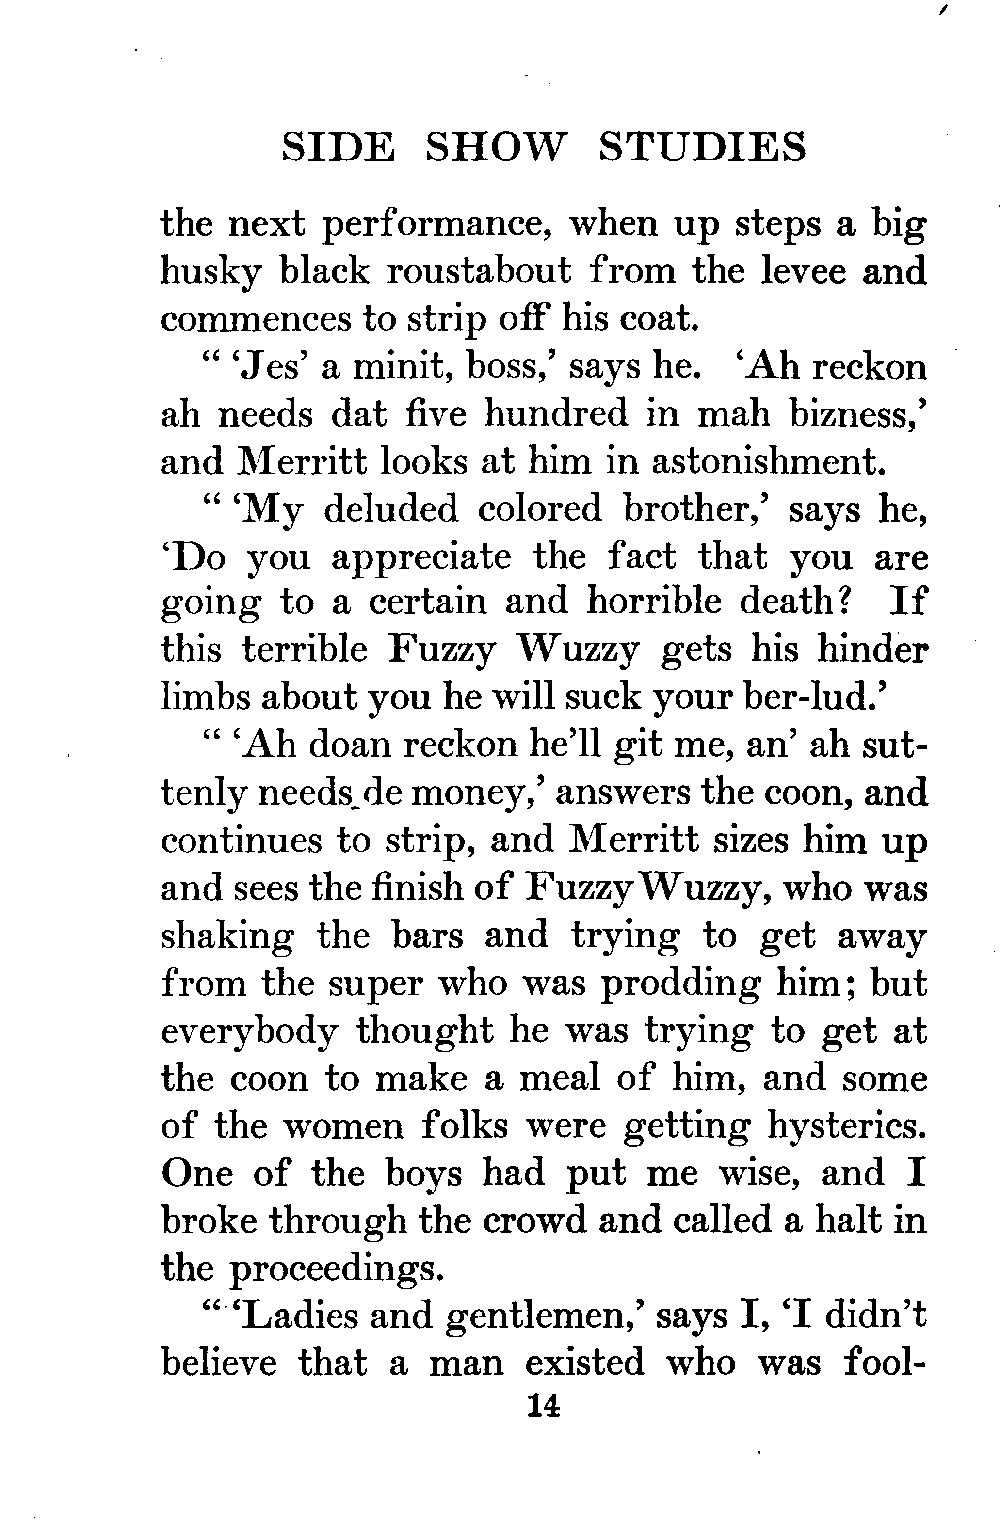 SIDE SHOW STUDIES
the next performance, when up steps a big
husky black roustabout from the levee and
commences to strip off his coat.
“ ‘Jes’ a minit, boss,’ says he. ‘Ah reckon
ah needs dat five hundred in mah bizness,’
and Merritt looks at him in astonishment.
“ ‘My deluded colored brother,’ says he,
‘Do you appreciate the fact that you are
going to a certain and horrible death? If
this terrible Fuzzy Wuzzy gets his hinder
limbs about you he will suck your ber-lud.’
“ ‘Ah doan reckon he’ll git me, an’ ah sut-
tenly needs de money,’ answers the coon, and
continues to strip, and Merritt sizes him up
and sees the finish of Fuzzy Wuzzy, who was
shaking the bars and trying to get away
from the super who was prodding him; but
everybody thought he was trying to get at
the coon to make a meal of him, and some
of the women folks were getting hysterics.
One of the boys had put me wise, and I
broke through the crowd and called a halt in
the proceedings.
“ ‘Ladies and gentlemen,’ says I, ‘I didn’t
believe that a man existed who was fool-
14